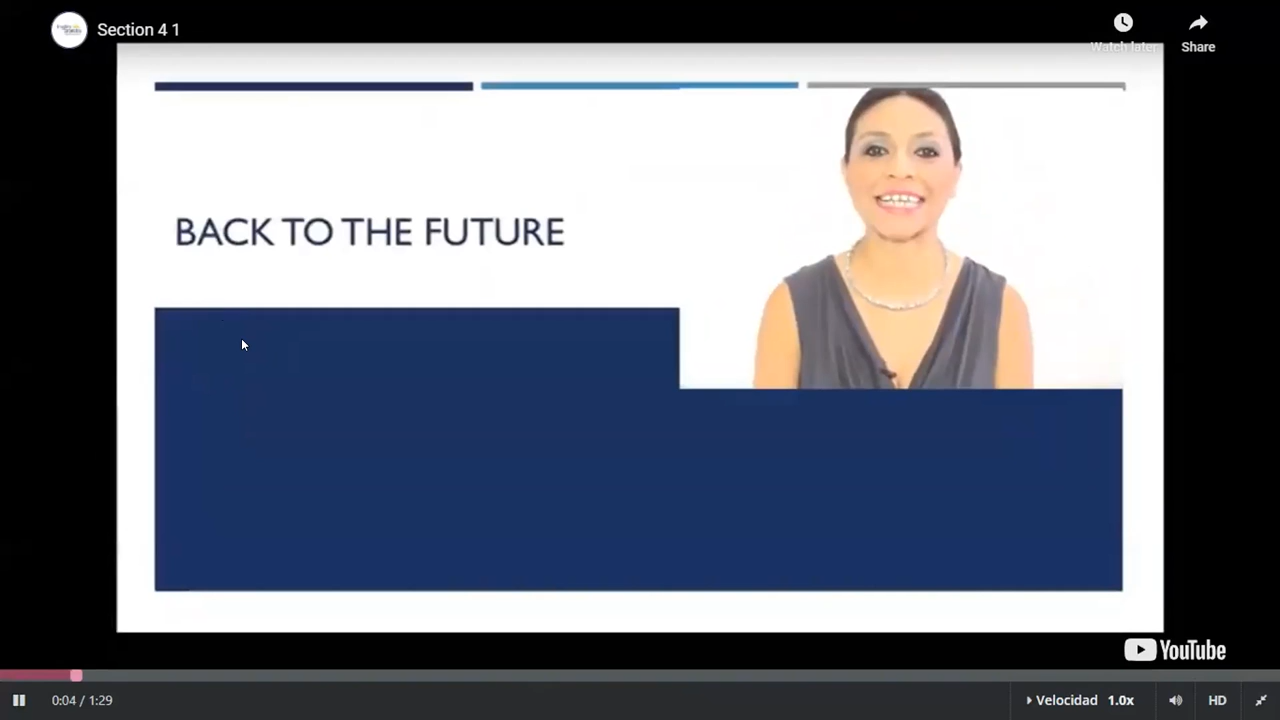 Section 4 1
Watch later
Share
BACK TO THE FUTURE
YouTube
0:04 / 1:29
Velocidad 1.0x
HD